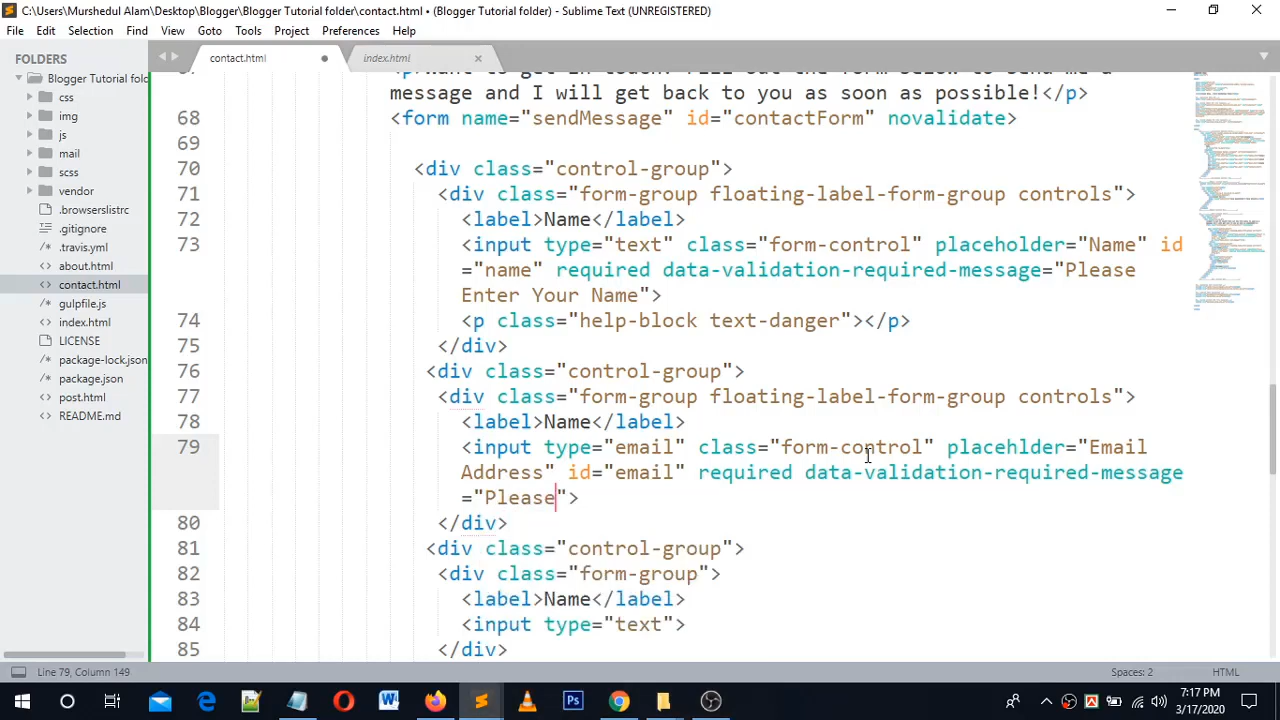 C:\Users\Murshedul Alam\Desktop\Blogger\Blogger Tutorial forsder\contact.html • (Blogger Tutorial folder) - Sublime Text (UNREGISTERED)
File Edit Selection Find View Goto Tools Project Preferences Help
FOLDERS
contact.html
index.html
Blogger Tutorial fold
css
img
js
mail
scss
vendor
.browserslistrc
.gitignore
.travis.yml
about.html
contact.html
gulpfile.js
index.html
LICENSE
package-lock.json
package.json
post.html
README.md
message and I will get back to you as soon as possible!</p>
68 <form name="sendMessage" id="contactForm" novalidate>
69
70 <div class="control-group">
71 <div class="form-group floating-label-form-group controls">
72 <label>Name</label>
73 <input type="text" class="form-control" placeholder="Name" id
="name" required data-validation-required-message="Please
Enter Your Name">
74 <p class="help-block text-danger"></p>
75 </div>
76 <div class="control-group">
77 <div class="form-group floating-label-form-group controls">
78 <label>Name</label>
79 <input type="email" class="form-control" placehlder="Email
Address" id="email" required data-validation-required-message
="Please">
80 </div>
81 <div class="control-group">
82 <div class="form-group">
83 <label>Name</label>
84 <input type="text">
85 </div>
Line 79, Column 149
Spaces: 2
HTML
7:17 PM
3/17/2020